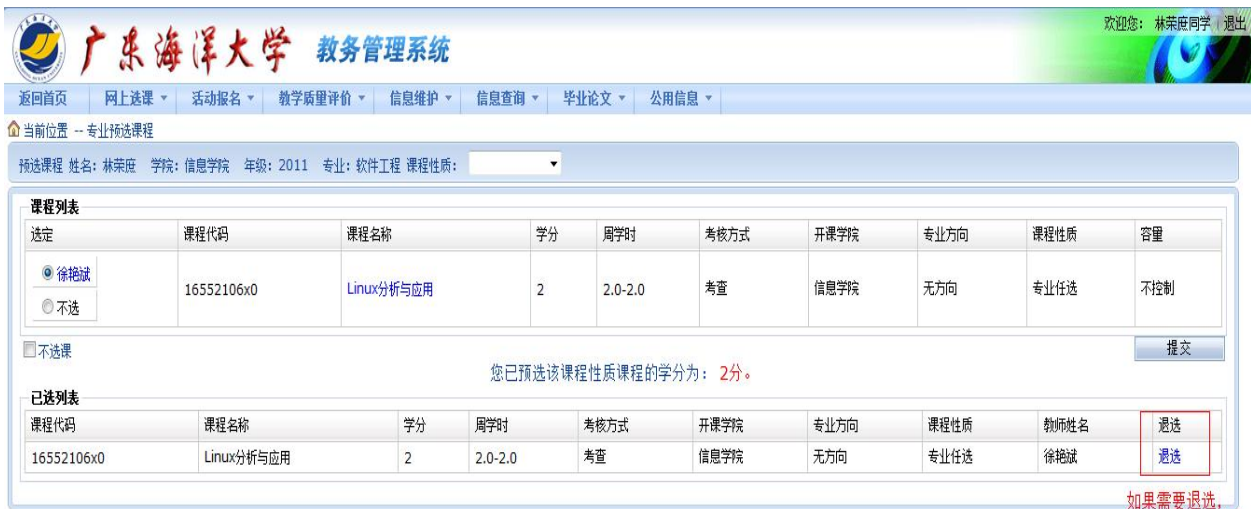 欢迎您: 林荣庭同学 退出
广东海洋大学 教务管理系统
返回首页 网上选课 活动报名 教学质量评价 信息维护 信息查询 毕业论文 公用信息
当前位置 -- 专业预选课程
预选课程 姓名: 林荣庭 学院: 信息学院 年级: 2011 专业: 软件工程 课程性质:
课程列表
选定 课程代码 课程名称 学分 周学时 考核方式 开课学院 专业方向 课程性质 容量
徐艳斌 16552106x0 Linux分析与应用 2 2.0-2.0 考查 信息学院 无方向 专业任选 不控制
不选
不选课 提交
您已预选该课程性质课程的学分为: 2分。
已选列表
课程代码 课程名称 学分 周学时 考核方式 开课学院 专业方向 课程性质 教师姓名 退选
16552106x0 Linux分析与应用 2 2.0-2.0 考查 信息学院 无方向 专业任选 徐艳斌 退选
如果需要退选,